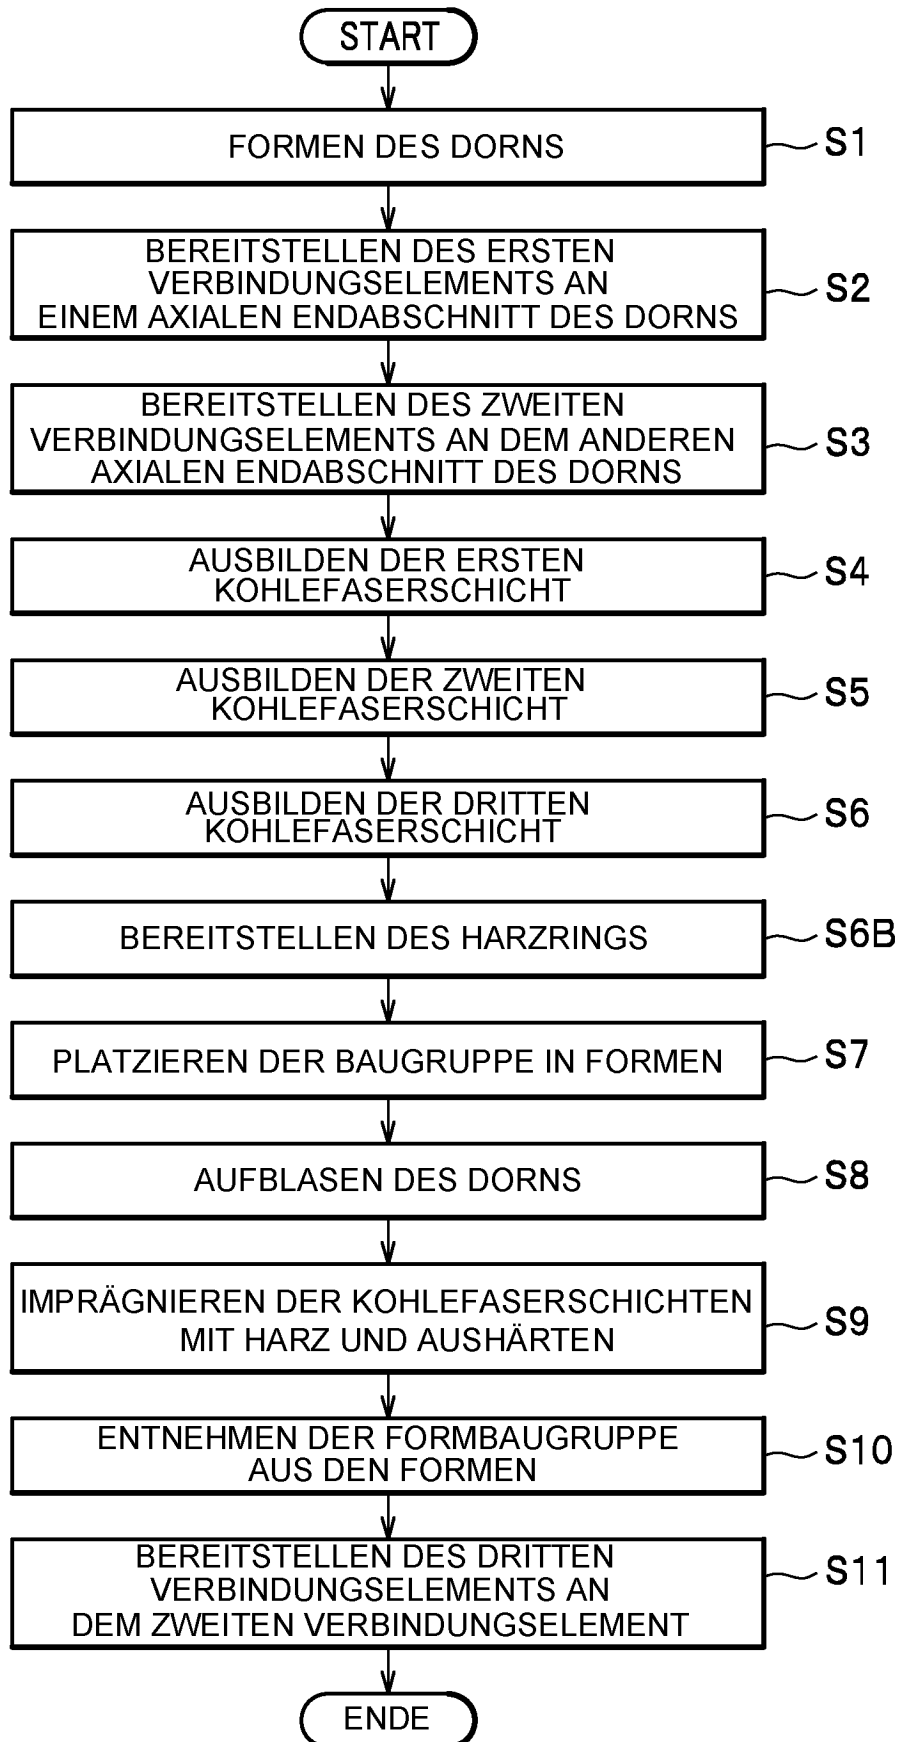 START
FORMEN DES DORNS
S1
BEREITSTELLEN DES ERSTEN
VERBINDUNGSELEMENTS AN
EINEM AXIALEN ENDABSCHNITT DES DORNS
S2
BEREITSTELLEN DES ZWEITEN
VERBINDUNGSELEMENTS AN DEM ANDEREN
AXIALEN ENDABSCHNITT DES DORNS
S3
AUSBILDEN DER ERSTEN
KOHLEFASERSCHICHT
S4
AUSBILDEN DER ZWEITEN
KOHLEFASERSCHICHT
S5
AUSBILDEN DER DRITTEN
KOHLEFASERSCHICHT
S6
BEREITSTELLEN DES HARZRINGS
S6B
PLATZIEREN DER BAUGRUPPE IN FORMEN
S7
AUFBLASEN DES DORNS
S8
IMPRÄGNIEREN DER KOHLEFASERSCHICHTEN
MIT HARZ UND AUSHÄRTEN
S9
ENTNEHMEN DER FORMBAUGRUPPE
AUS DEN FORMEN
S10
BEREITSTELLEN DES DRITTEN
VERBINDUNGSELEMENTS AN
DEM ZWEITEN VERBINDUNGSELEMENT
S11
ENDE